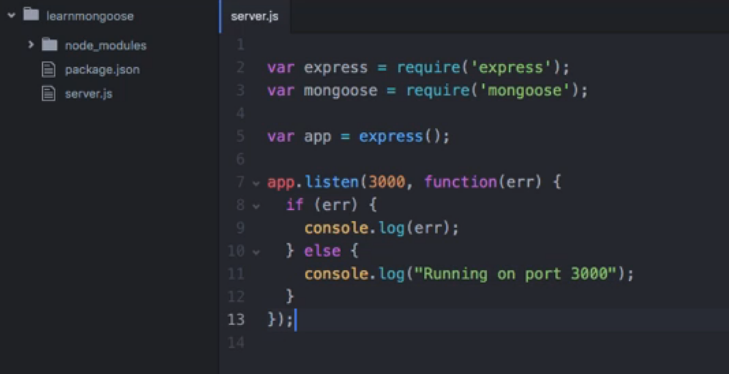 learnmongoose
node_modules
package.json
server.js
server.js
1
2 var express = require('express');
3 var mongoose = require('mongoose');
4
5 var app = express();
6
7 app.listen(3000, function(err) {
8 if (err) {
9 console.log(err);
10 } else {
11 console.log("Running on port 3000");
12 }
13 });
14